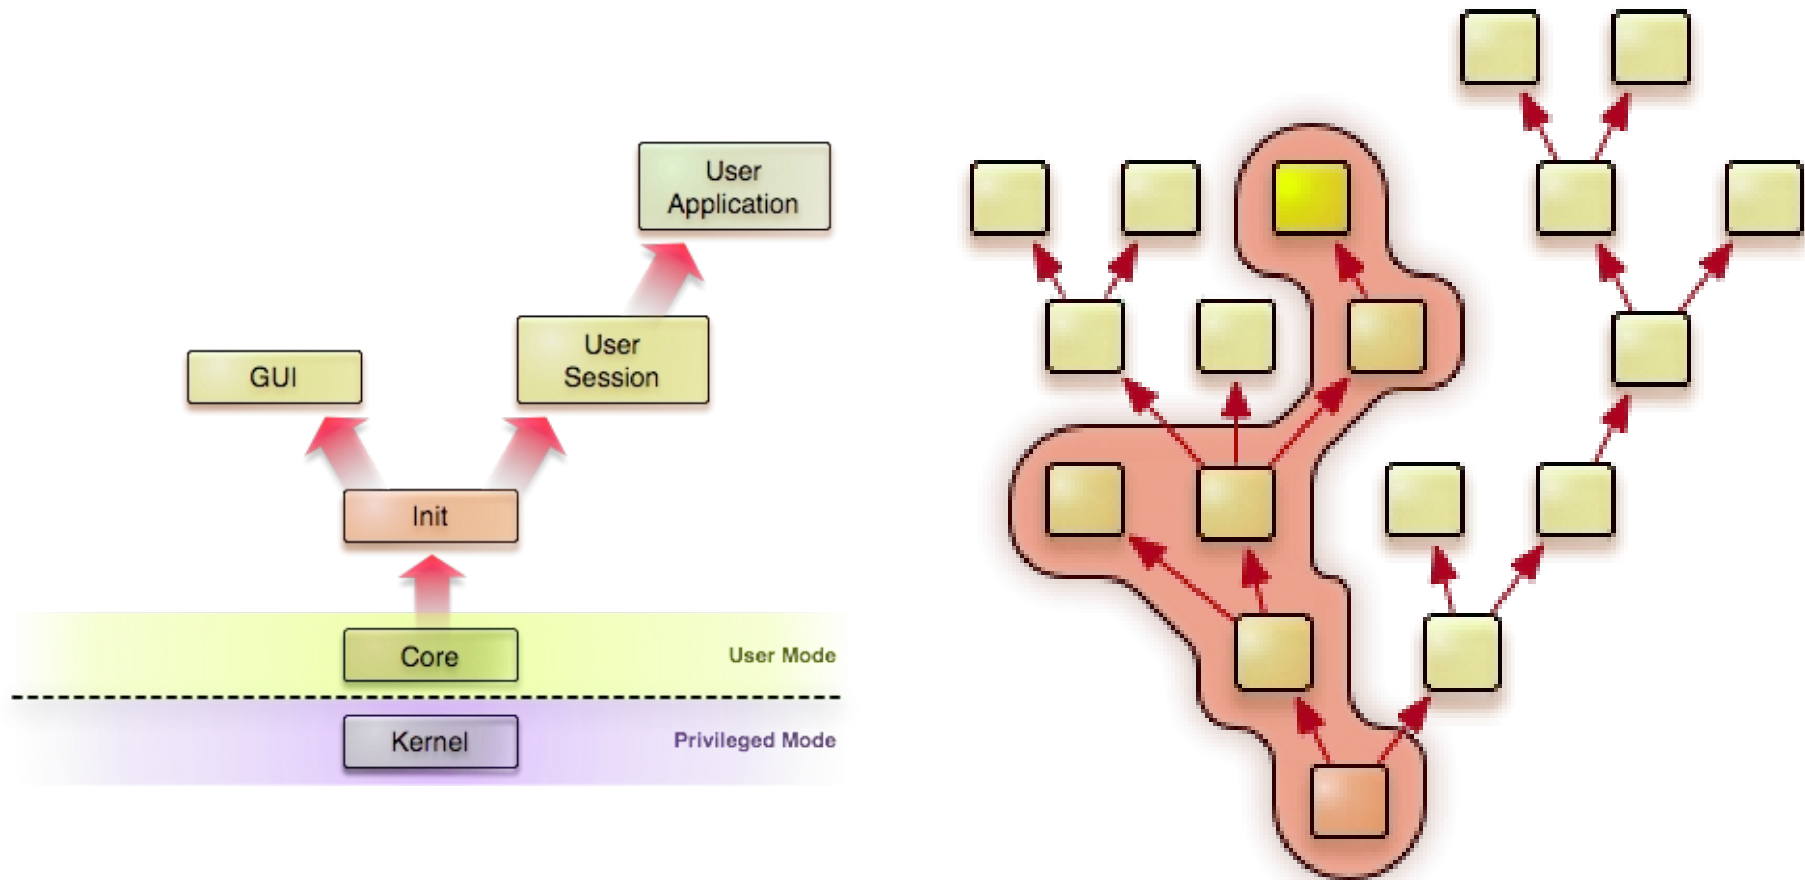 User
Application
User
Session
GUI
Init
Core
User Mode
Kernel
Privileged Mode